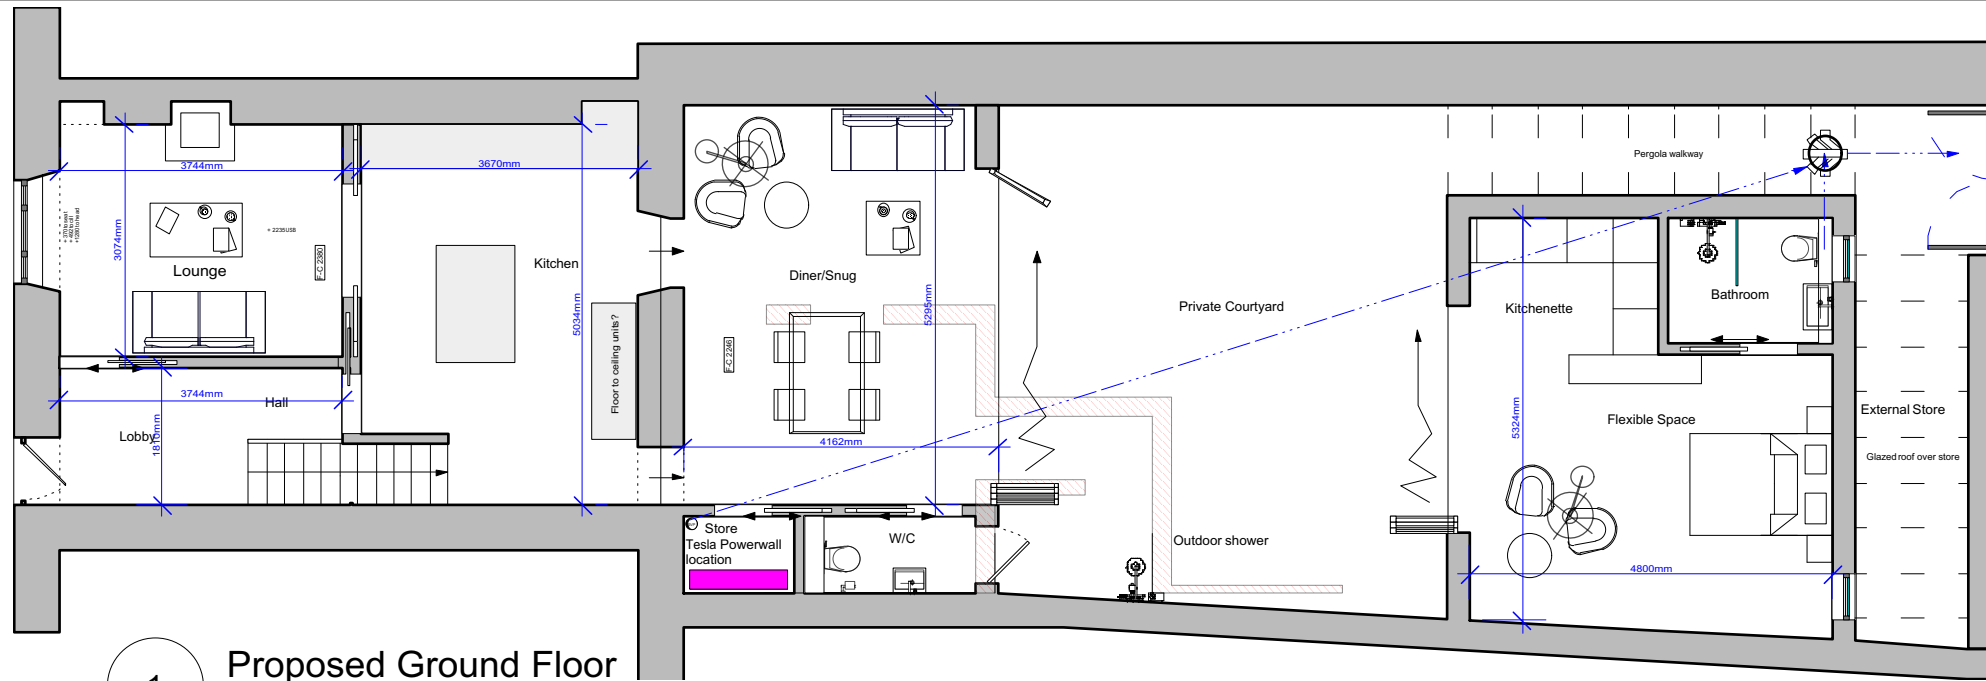 3744mm
3670mm
Pergola walkway
+ 2235USB
3074mm
F-C 2380
Lounge
Kitchen
Diner/Snug
5295mm
Private Courtyard
Kitchenette
Bathroom
5034mm
Floor to ceiling units?
F-C 2246
3744mm
Hall
Lobby
1810mm
4162mm
5324mm
Flexible Space
External Store
Glazed roof over store
Store
Tesla Powerwall
location
W/C
Outdoor shower
4800mm
Proposed Ground Floor